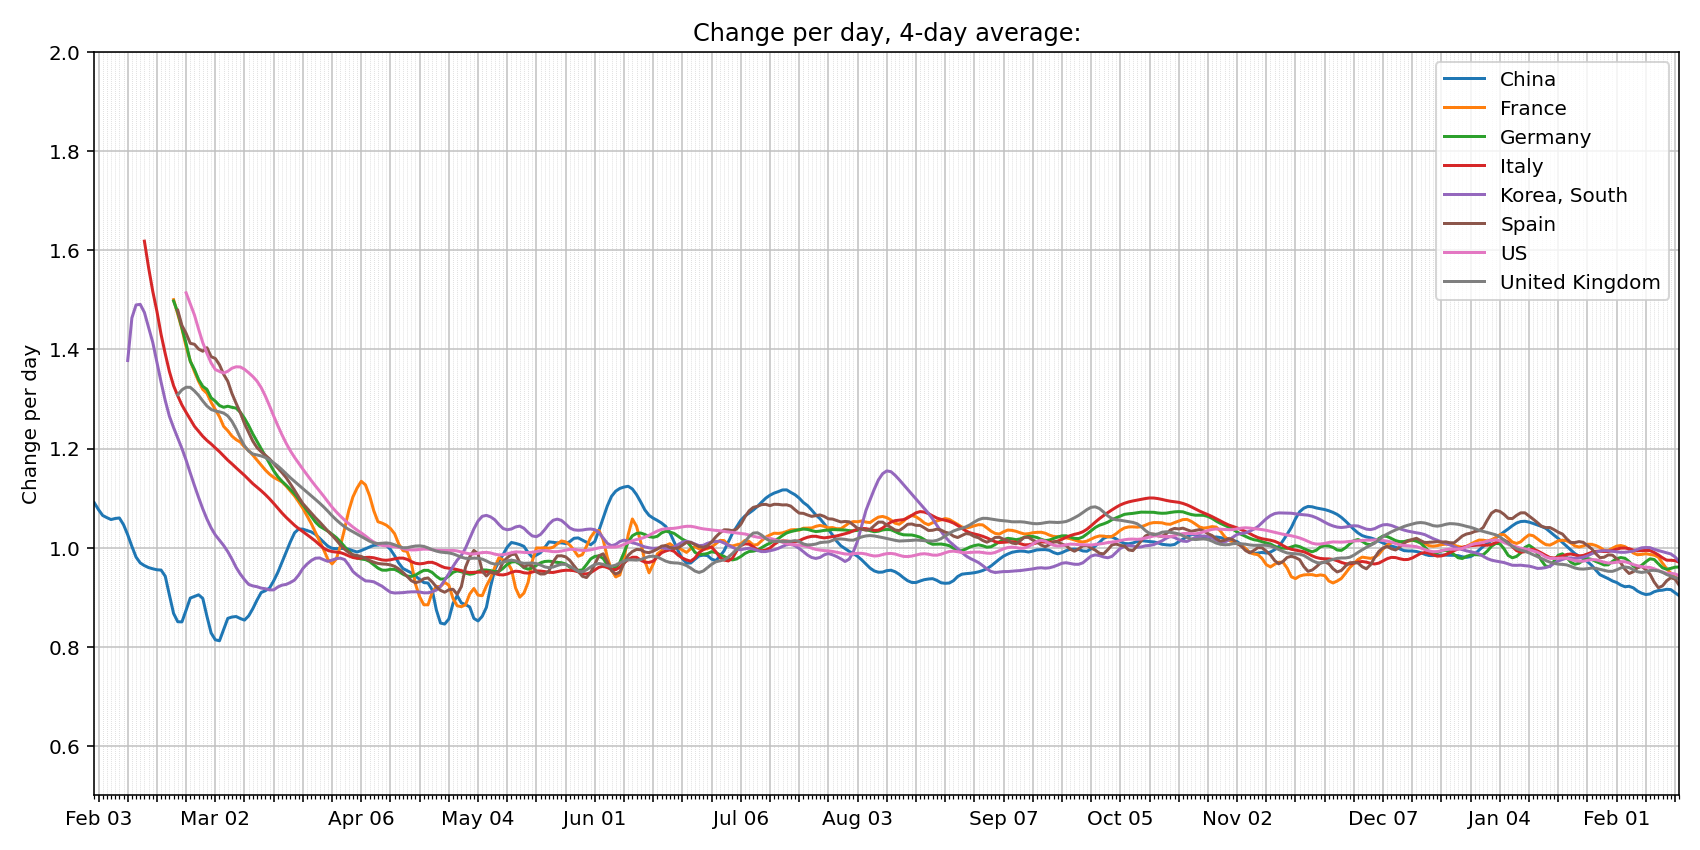 Change per day, 4-day average:
2.0
1.8
1.6
1.4
1.2
1.0
0.8
0.6
Change per day
China
France
Germany
Italy
Korea, South
Spain
US
United Kingdom
Feb 03 Mar 02 Apr 06 May 04 Jun 01 Jul 06 Aug 03 Sep 07 Oct 05 Nov 02 Dec 07 Jan 04 Feb 01